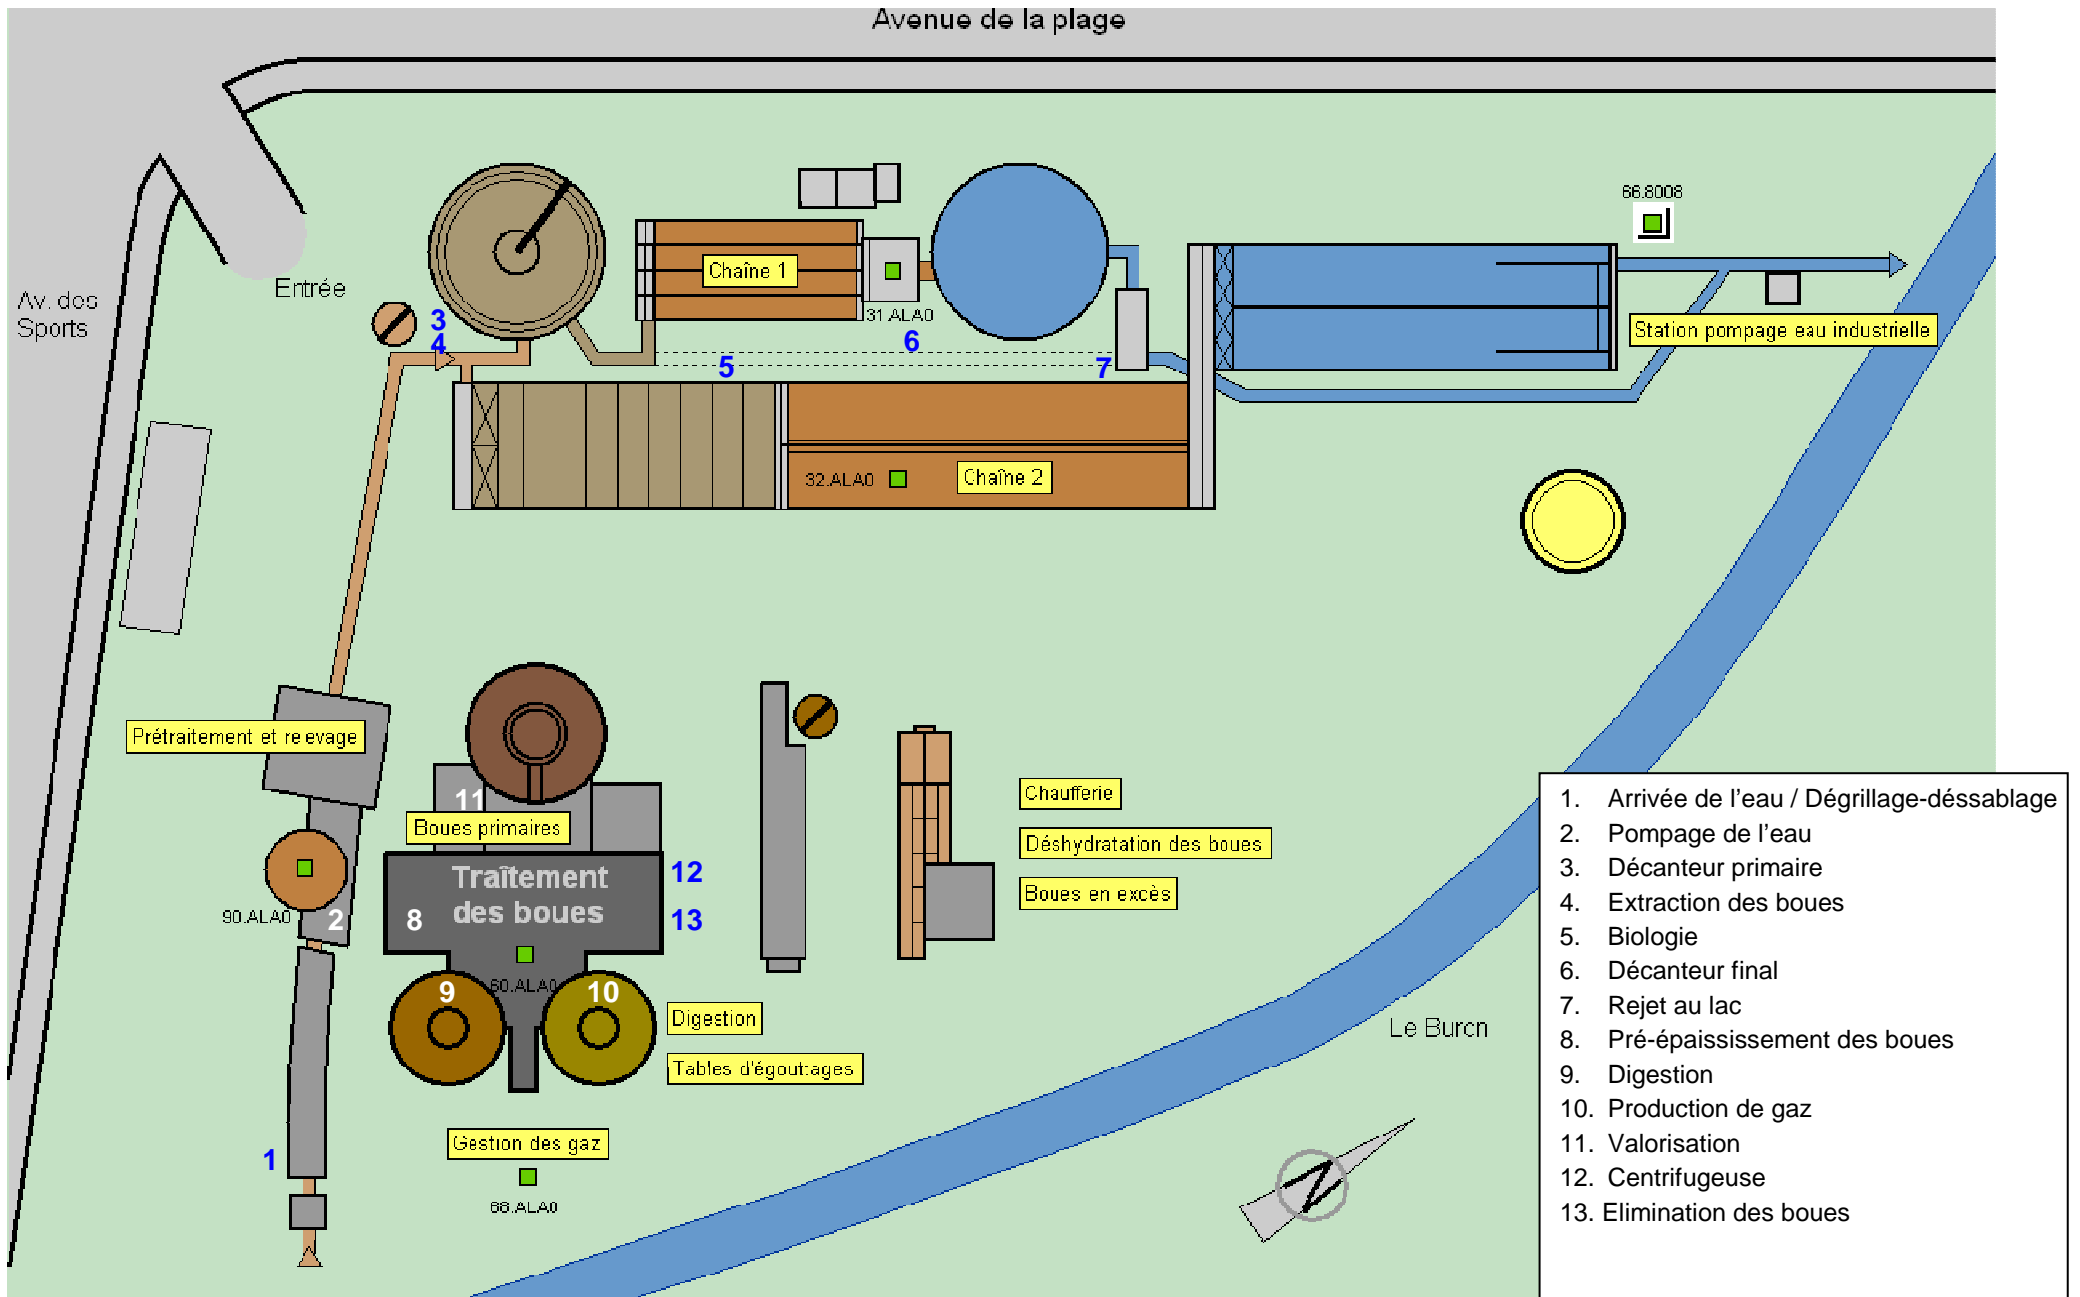 Avenue de la plage
66.8008
Entrée
Av. des
Sports
Chaîne 1
31.ALA0
3
4
5
6
7
Station pompage eau industrielle
32.ALA0
Chaîne 2
Prétraitement et relevage
11
Boues primaires
Traîtement
des boues
8
12
13
90.ALA0
2
60.ALA0
9
10
Chaufferie
Déshydratation des boues
Boues en excès
Digestion
Tables d'égouttages
Gestion des gaz
68.ALA0
1
Le Buron
N
1. Arrivée de l'eau / Dégrillage-déssablage
2. Pompage de l'eau
3. Décanteur primaire
4. Extraction des boues
5. Biologie
6. Décanteur final
7. Rejet au lac
8. Pré-épaississement des boues
9. Digestion
10. Production de gaz
11. Valorisation
12. Centrifugeuse
13. Elimination des boues